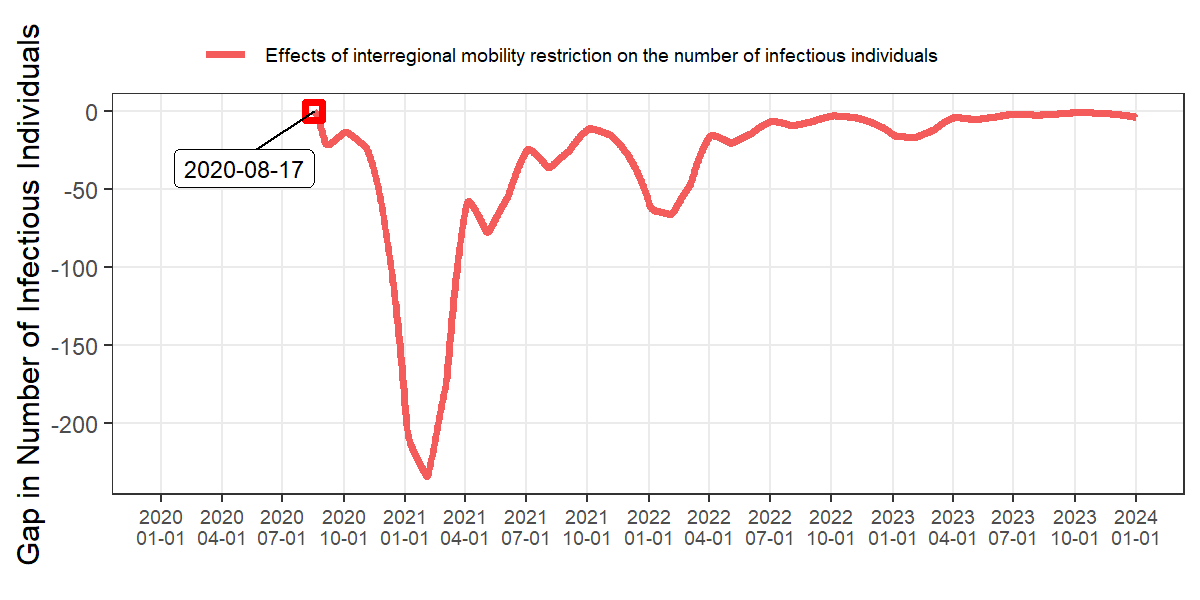 Effects of interregional mobility restriction on the number of infectious individuals
Gap in Number of Infectious Individuals
0
-50
-100
-150
-200
2020-08-17
2020 2020 2020 2020 2021 2021 2021 2021 2022 2022 2022 2022 2023 2023 2023 2023 2024
01-01 04-01 07-01 10-01 01-01 04-01 07-01 10-01 01-01 04-01 07-01 10-01 01-01 04-01 07-01 10-01 01-01